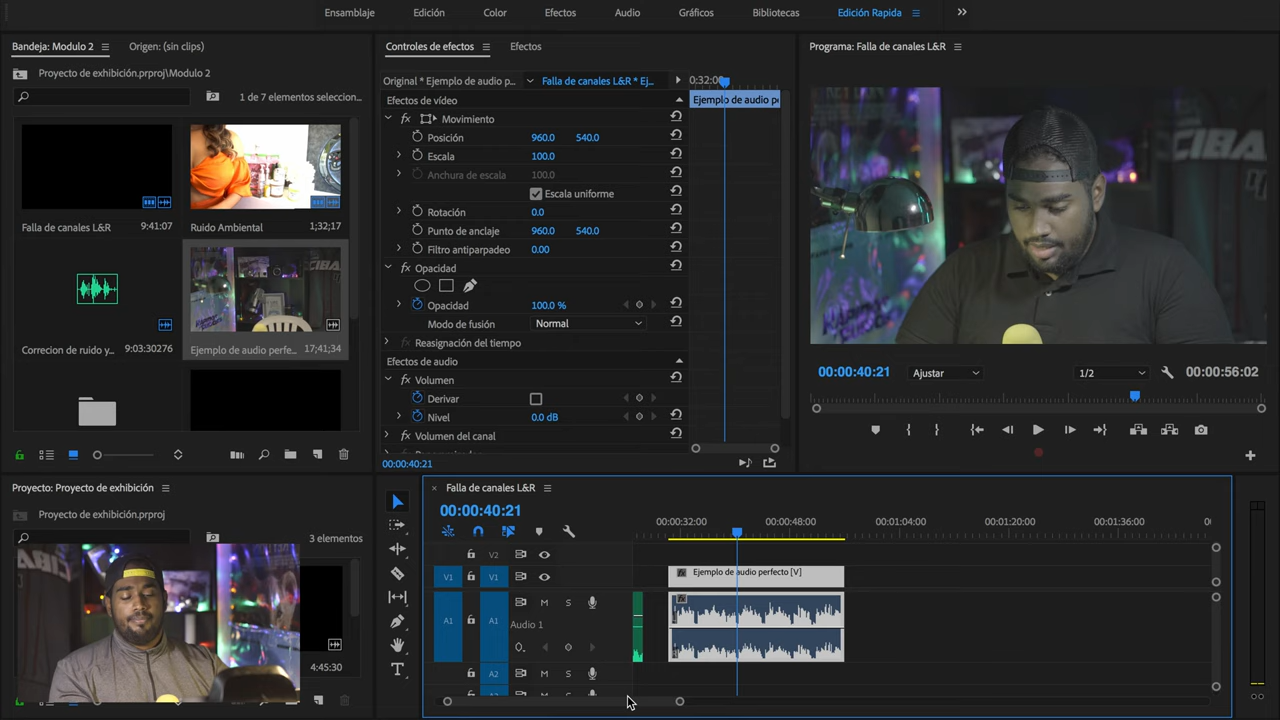 Ensamblaje Edición Color Efectos Audio Gráficos Bibliotecas Edición Rapida
Bandeja: Modulo 2 Origen: (sin clips)
Proyecto de exhibición.prproj\Modulo 2
1 de 7 elementos seleccion...
Falla de canales L&R 9:41:07
Ruido Ambiental 1;32;17
Correcion de ruido y... 9:03:30276
Ejemplo de audio perfe... 17;41;34
Controles de efectos Efectos
Original * Ejemplo de audio p... Falla de canales L&R * Ej... 0:32:00
Efectos de vídeo Ejemplo de audio pe
fx Movimiento
Posición 960.0 540.0
Escala 100.0
Anchura de escala 100.0
Escala uniforme
Rotación 0.0
Punto de anclaje 960.0 540.0
Filtro antiparpadeo 0.00
fx Opacidad
Opacidad 100.0 %
Modo de fusión Normal
Reasignación del tiempo
Efectos de audio
fx Volumen
Derivar
Nivel 0.0 dB
fx Volumen del canal
00:00:40:21
Programa: Falla de canales L&R
CIBA
00:00:40:21 Ajustar 1/2 00:00:56:02
Proyecto: Proyecto de exhibición
Proyecto de exhibición.prproj
3 elementos
4:45:30
Falla de canales L&R
00:00:40:21
00:00:32:00 00:00:48:00 00:01:04:00 00:01:20:00 00:01:36:00
V2
V1 V1 fx Ejemplo de audio perfecto [V]
A1 A1 M S
Audio 1
A2 M S